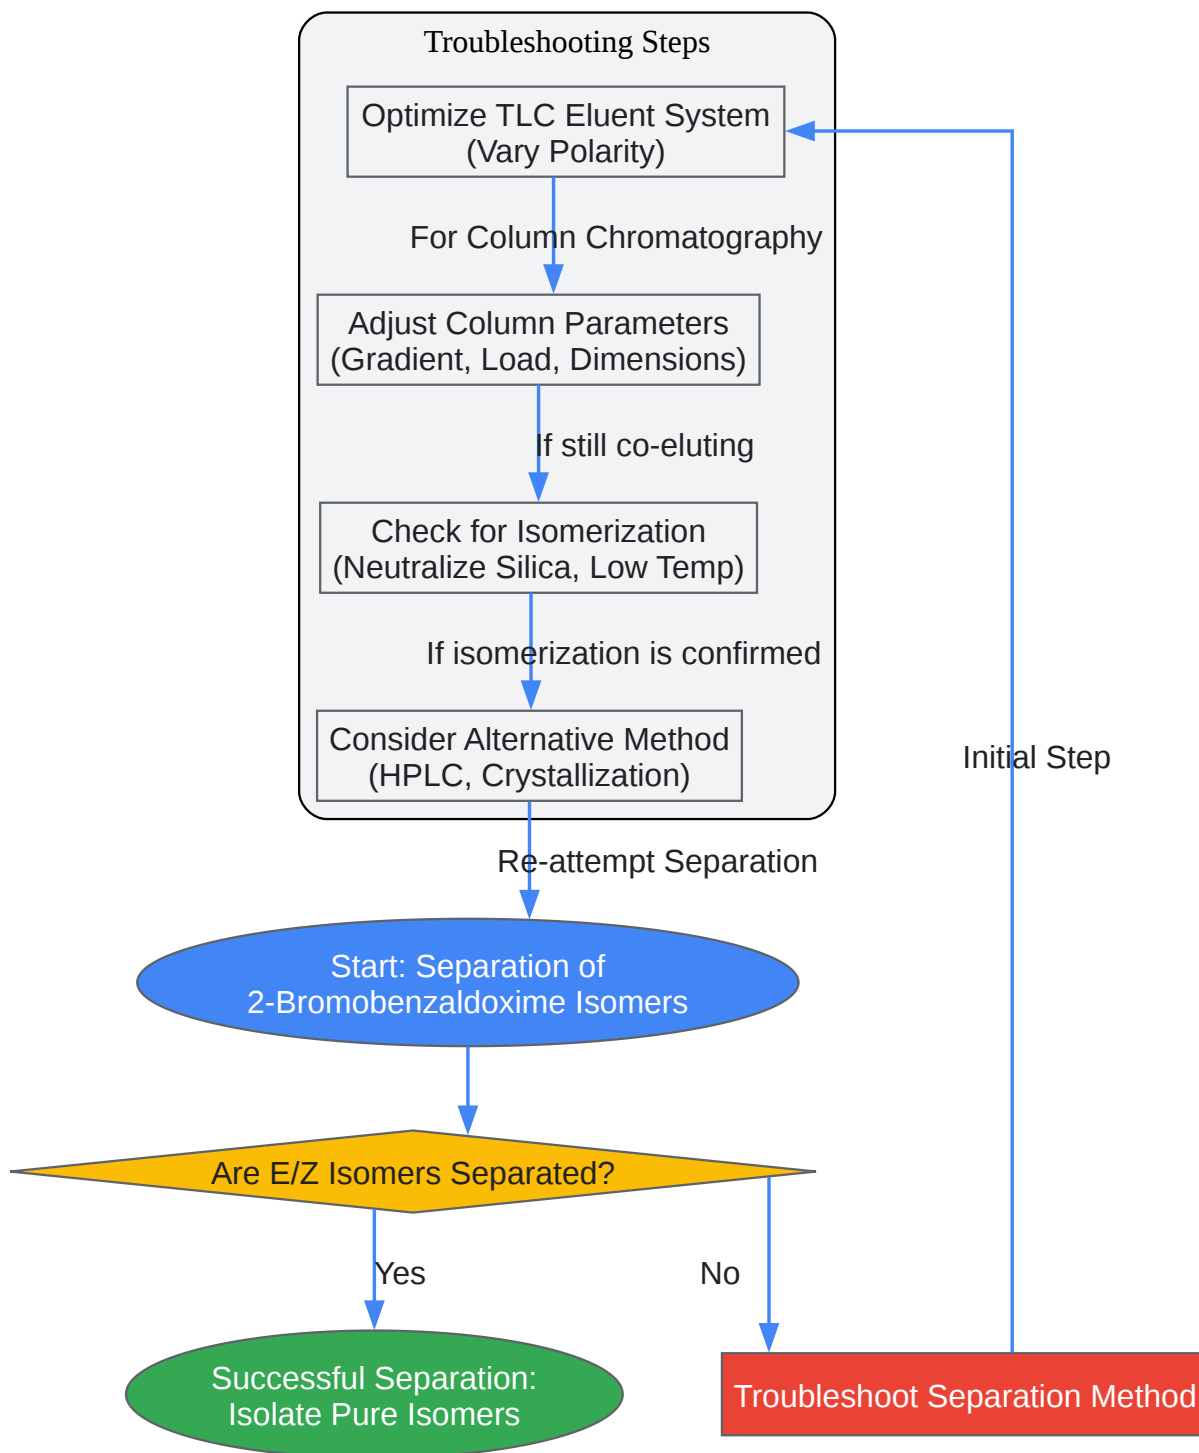 Troubleshooting Steps
Optimize TLC Eluent System
(Vary Polarity)
For Column Chromatography
Adjust Column Parameters
(Gradient, Load, Dimensions)
If still co-eluting
Check for Isomerization
(Neutralize Silica, Low Temp)
If isomerization is confirmed
Consider Alternative Method
(HPLC, Crystallization)
Initial Step
Re-attempt Separation
Start: Separation of
2-Bromobenzaldoxime Isomers
Are E/Z Isomers Separated?
Yes
No
Successful Separation:
Isolate Pure Isomers
Troubleshoot Separation Method